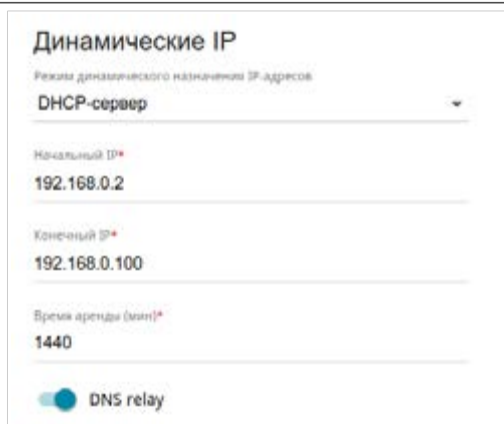 Динамические IP
Режим динамического назначения IP-адресов
DHCP-сервер
Начальный IP*
192.168.0.2
Конечный IP*
192.168.0.100
Время аренды (мин)*
1440
DNS relay